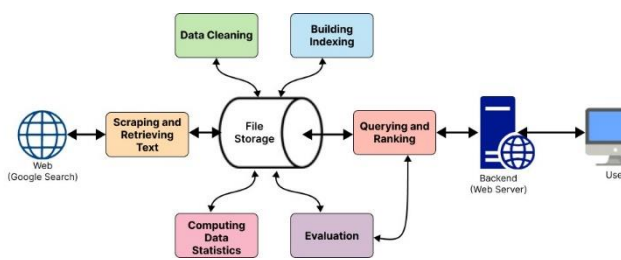 Data Cleaning
Building
Indexing
Scraping and
Retrieving
Text
File
Storage
Querying and
Ranking
Web
(Google Search)
Backend
(Web Server)
Use
Computing
Data
Statistics
Evaluation